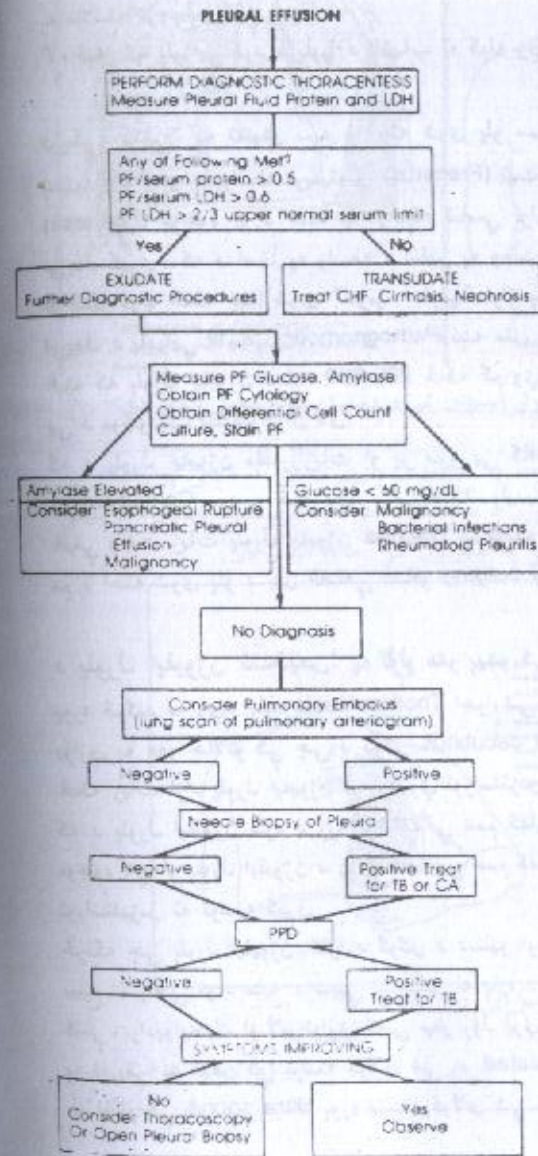 PLEURAL EFFUSION
PERFORM DIAGNOSTIC THORACENTESIS
Measure Pleural Fluid Protein and LDH
Any of Following Met?
PF/serum protein > 0.5
PF/serum LDH > 0.6
PF LDH > 2/3 upper normal serum limit
Yes
No
EXUDATE
Further Diagnostic Procedures
TRANSUDATE
Treat CHF, Cirrhosis, Nephrosis
Measure PF Glucose, Amylase
Obtain PF Cytology
Obtain Differential Cell Count
Culture, Stain PF
Amylase Elevated
Consider: Esophageal Rupture
Pancreatic Pleural
Effusion
Malignancy
Glucose < 60 mg/dL
Consider: Malignancy
Bacterial Infections
Rheumatoid Pleuritis
No Diagnosis
Consider Pulmonary Embolus
(lung scan of pulmonary arteriogram)
Negative
Positive
Needle Biopsy of Pleura
Negative
Positive Treat
for TB or CA
PPD
Negative
Positive
Treat for TB
SYMPTOMS IMPROVING
No
Consider Thoracoscopy
Or Open Pleural Biopsy
Yes
Observe